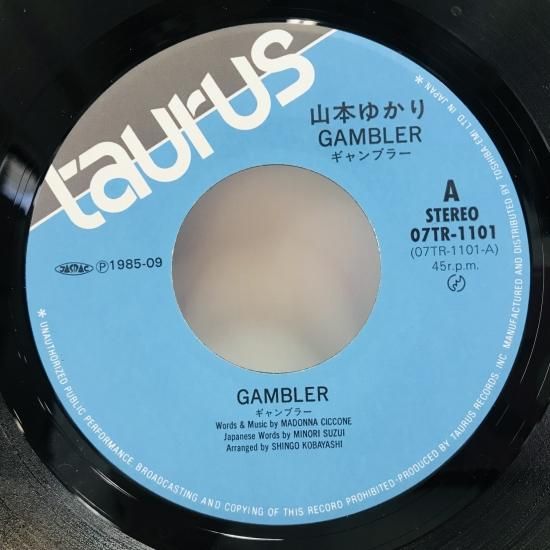 taurus
山本ゆかり
GAMBLER
ギャンブラー
A
STEREO
07TR-1101
(07TR-1101-A)
45r.p.m.
JASRAC Ⓟ1985-09
GAMBLER
ギャンブラー
Words & Music by MADONNA CICCONE
Japanese Words by MINORI SUZUI
Arranged by SHINGO KOBAYASHI
* UNAUTHORIZED PUBLIC PERFORMANCE, BROADCASTING AND COPYING OF THIS RECORD PROHIBITED·PRODUCED BY TAURUS RECORDS INC. MANUFACTURED AND DISTRIBUTED BY TOSHIBA-EMI LTD IN JAPAN *